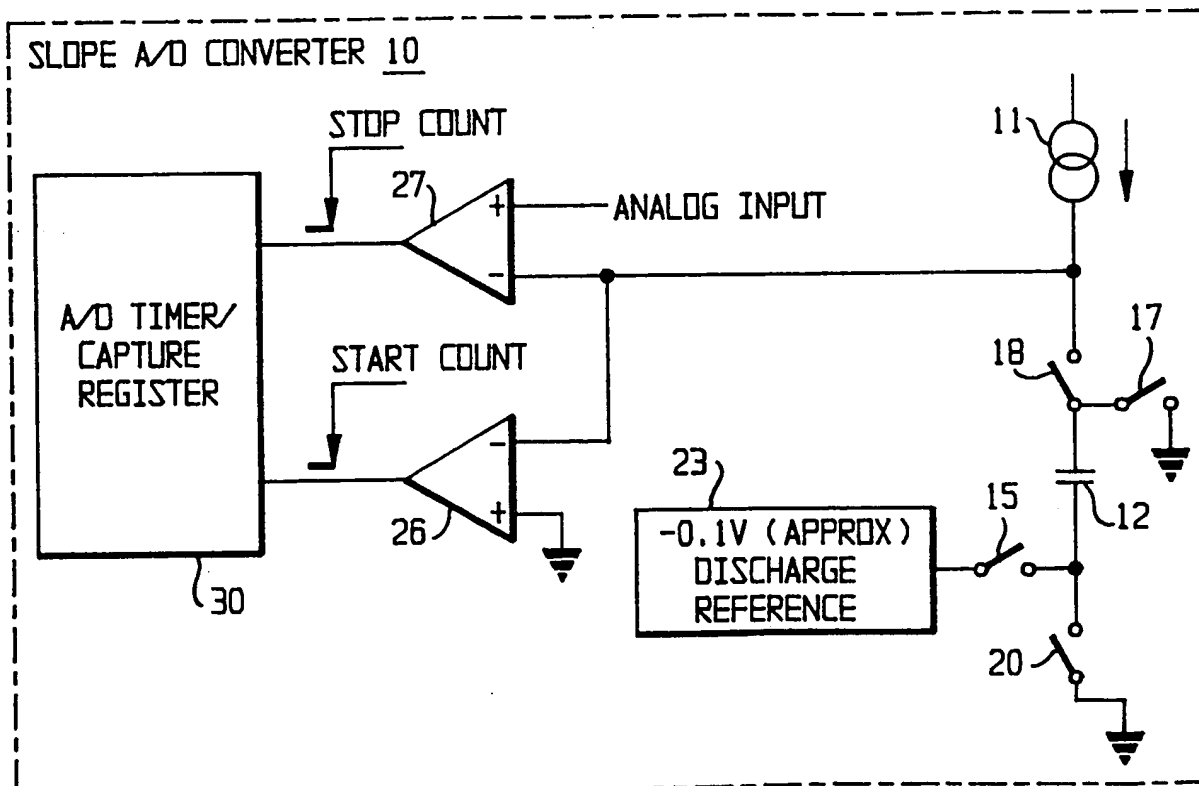 SLOPE A/D CONVERTER 10
STOP COUNT
11
27
+
ANALOG INPUT
-
A/D TIMER/
CAPTURE
REGISTER
START COUNT
17
18
-
23
+
26
15
12
-0.1V (APPROX)
DISCHARGE
REFERENCE
30
20